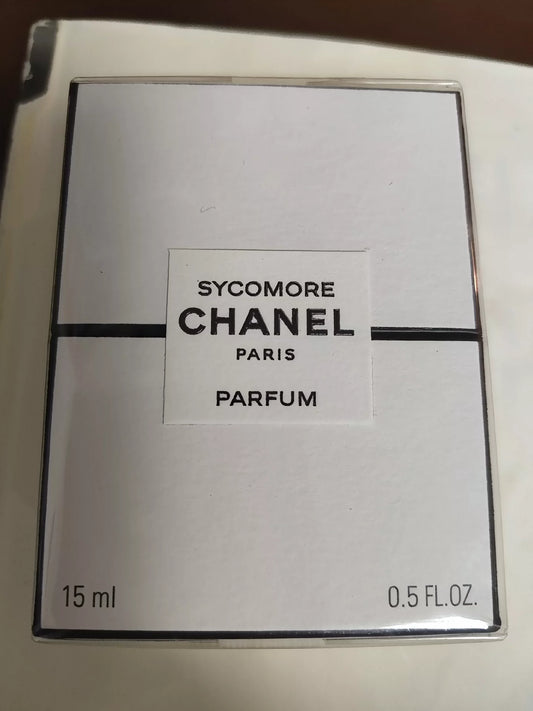 SYCOMORE
CHANEL
PARIS
PARFUM
15 ml 0.5 FL.OZ.